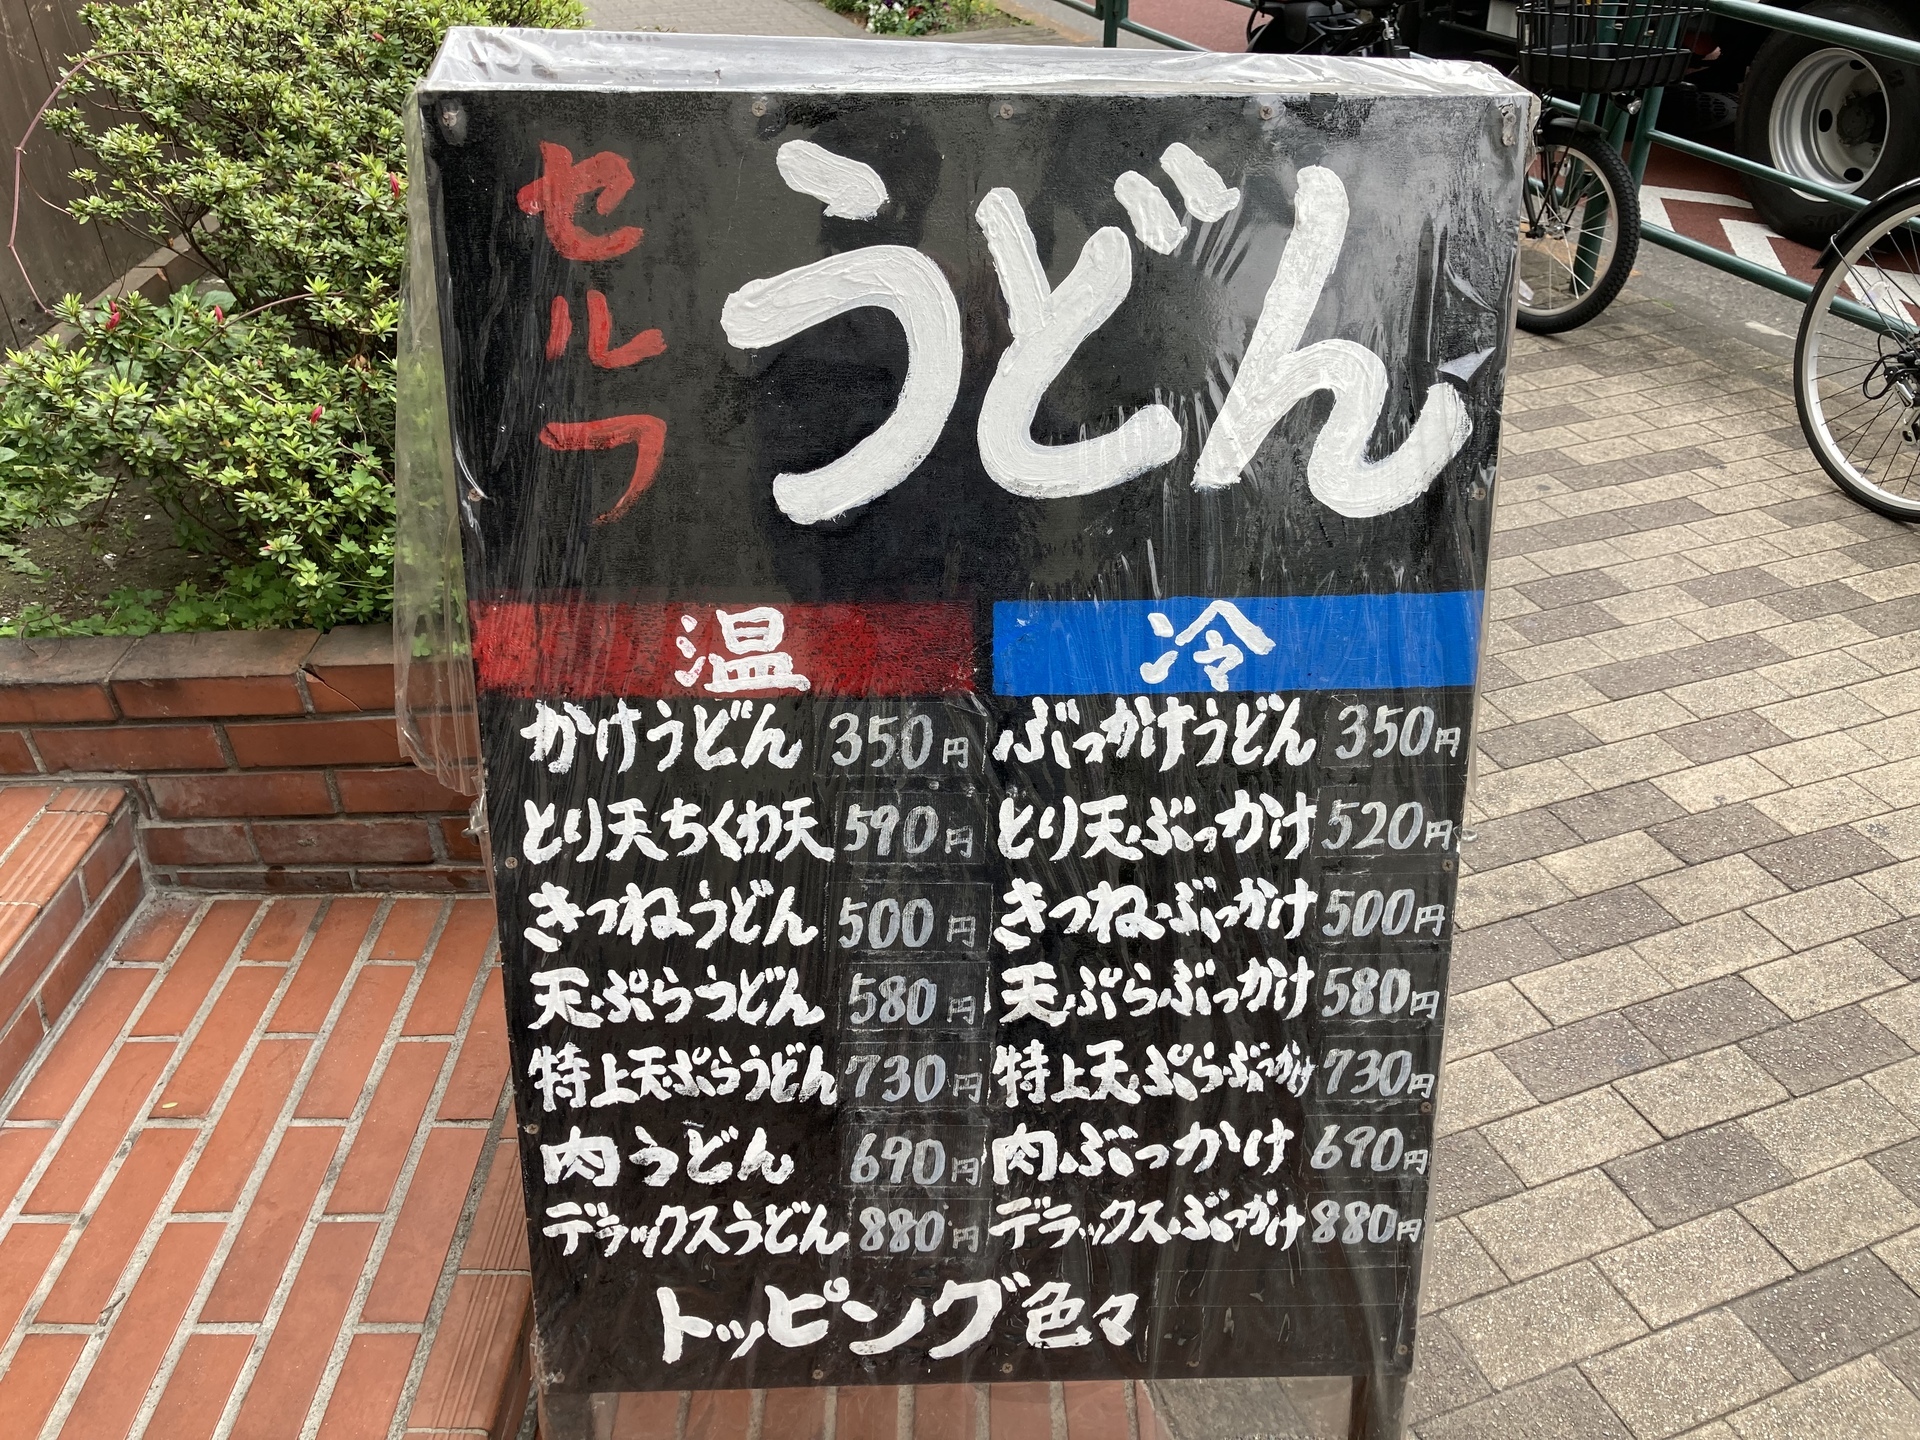 セルフ
うどん
温
かけうどん 350円
とり天ちくわ天 590円
きつねうどん 500円
天ぷらうどん 580円
特上天ぷらうどん 730円
肉うどん 690円
デラックスうどん 880円
冷
ぶっかけうどん 350円
とり天ぶっかけ 520円
きつねぶっかけ 500円
天ぷらぶっかけ 580円
特上天ぷらぶっかけ 730円
肉ぶっかけ 690円
デラックスぶっかけ 880円
トッピング色々